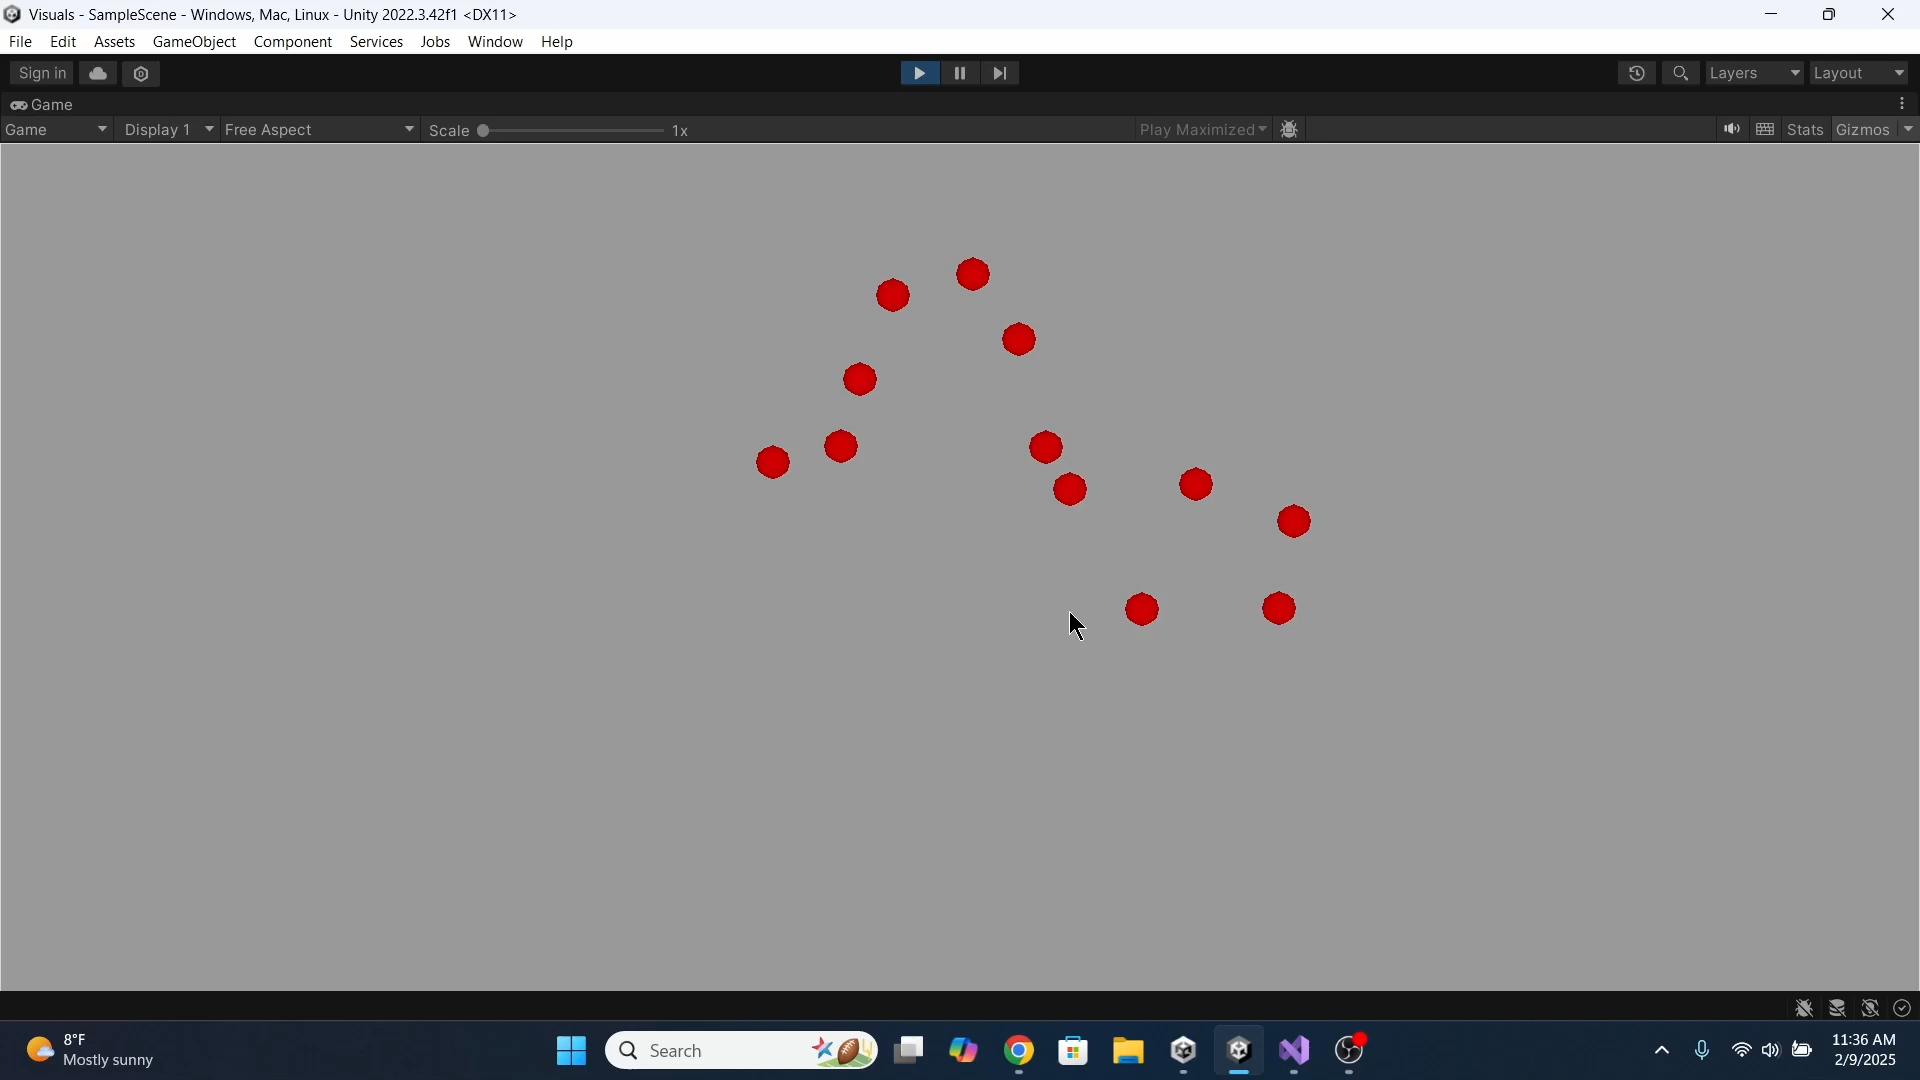 Visuals - SampleScene - Windows, Mac, Linux - Unity 2022.3.42f1 <DX11>
File Edit Assets GameObject Component Services Jobs Window Help
Sign in Layers Layout
Game
Game Display 1 Free Aspect Scale 1x Play Maximized Stats Gizmos
8°F
Mostly sunny
Search
11:36 AM
2/9/2025